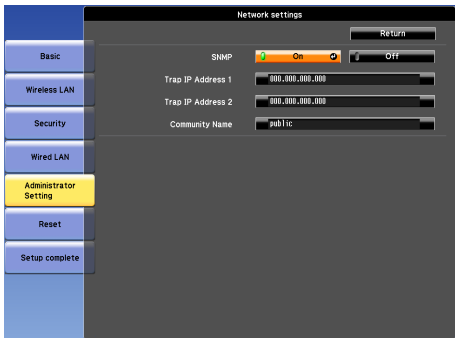 Network settings
Return
Basic
SNMP
On
Off
Wireless LAN
Trap IP Address 1
000.000.000.000
Trap IP Address 2
000.000.000.000
Security
Community Name
public
Wired LAN
Administrator
Setting
Reset
Setup complete